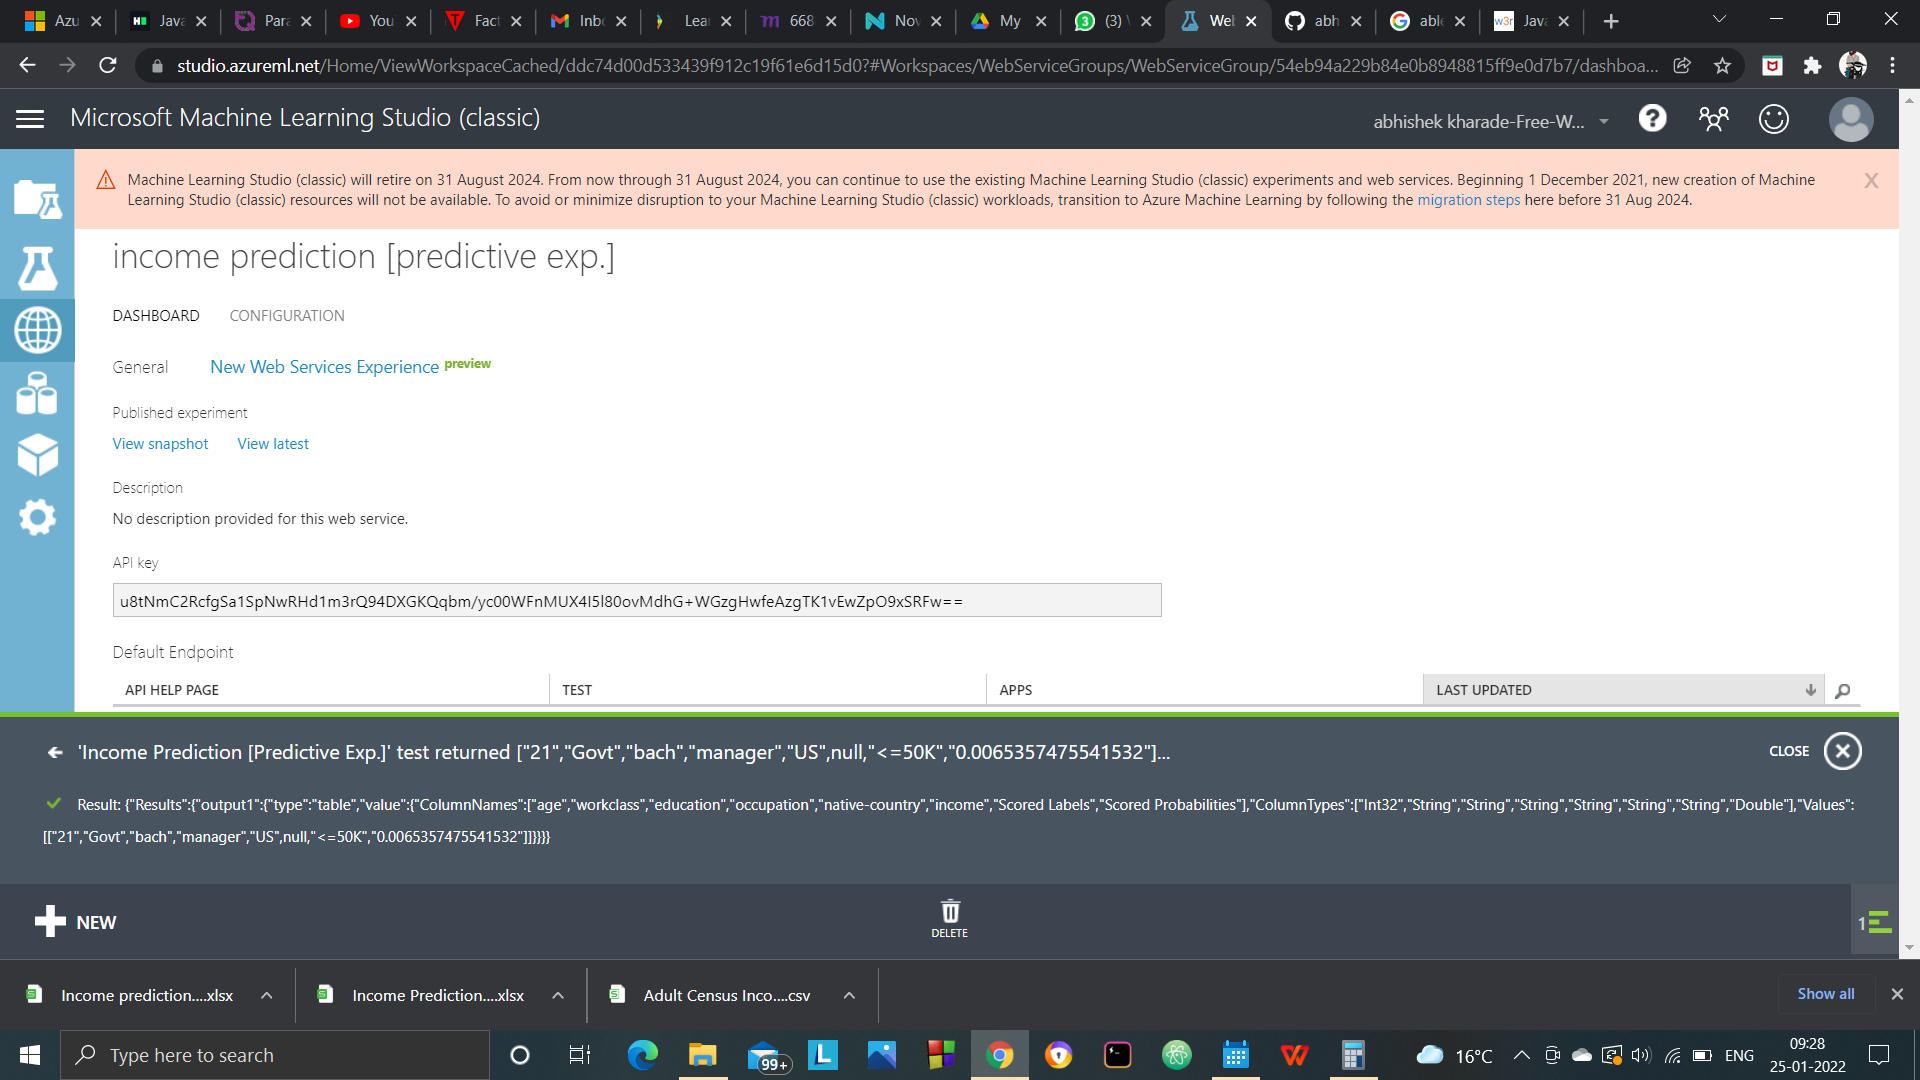 Azu
Java
Para
You
Fact
Inbo
Lear
668
Nov
My
(3)
Web
abh
able
w3r Java
studio.azureml.net/Home/ViewWorkspaceCached/ddc74d00d533439f912c19f61e6d15d0?#Workspaces/WebServiceGroups/WebServiceGroup/54eb94a229b84e0b8948815ff9e0d7b7/dashboa...
Microsoft Machine Learning Studio (classic)
abhishek kharade-Free-W...
Machine Learning Studio (classic) will retire on 31 August 2024. From now through 31 August 2024, you can continue to use the existing Machine Learning Studio (classic) experiments and web services. Beginning 1 December 2021, new creation of Machine
Learning Studio (classic) resources will not be available. To avoid or minimize disruption to your Machine Learning Studio (classic) workloads, transition to Azure Machine Learning by following the migration steps here before 31 Aug 2024.
X
income prediction [predictive exp.]
DASHBOARD CONFIGURATION
General New Web Services Experience preview
Published experiment
View snapshot View latest
Description
No description provided for this web service.
API key
u8tNmC2RcfgSa1SpNwRHd1m3rQ94DXGKQqbm/yc00WFnMUX4I5l80ovMdhG+WGzgHwfeAzgTK1vEwZpO9xSRFw==
Default Endpoint
API HELP PAGE TEST APPS LAST UPDATED
'Income Prediction [Predictive Exp.]' test returned ["21","Govt","bach","manager","US",null,"<=50K","0.0065357475541532"]...
CLOSE
Result: {"Results":{"output1":{"type":"table","value":{"ColumnNames":["age","workclass","education","occupation","native-country","income","Scored Labels","Scored Probabilities"],"ColumnTypes":["Int32","String","String","String","String","String","String","Double"],"Values":
[["21","Govt","bach","manager","US",null,"<=50K","0.0065357475541532"]]}}}}
NEW
DELETE
1
Income prediction....xlsx
Income Prediction....xlsx
Adult Census Inco....csv
Show all
Type here to search
99+
L
16°C
ENG
09:28
25-01-2022